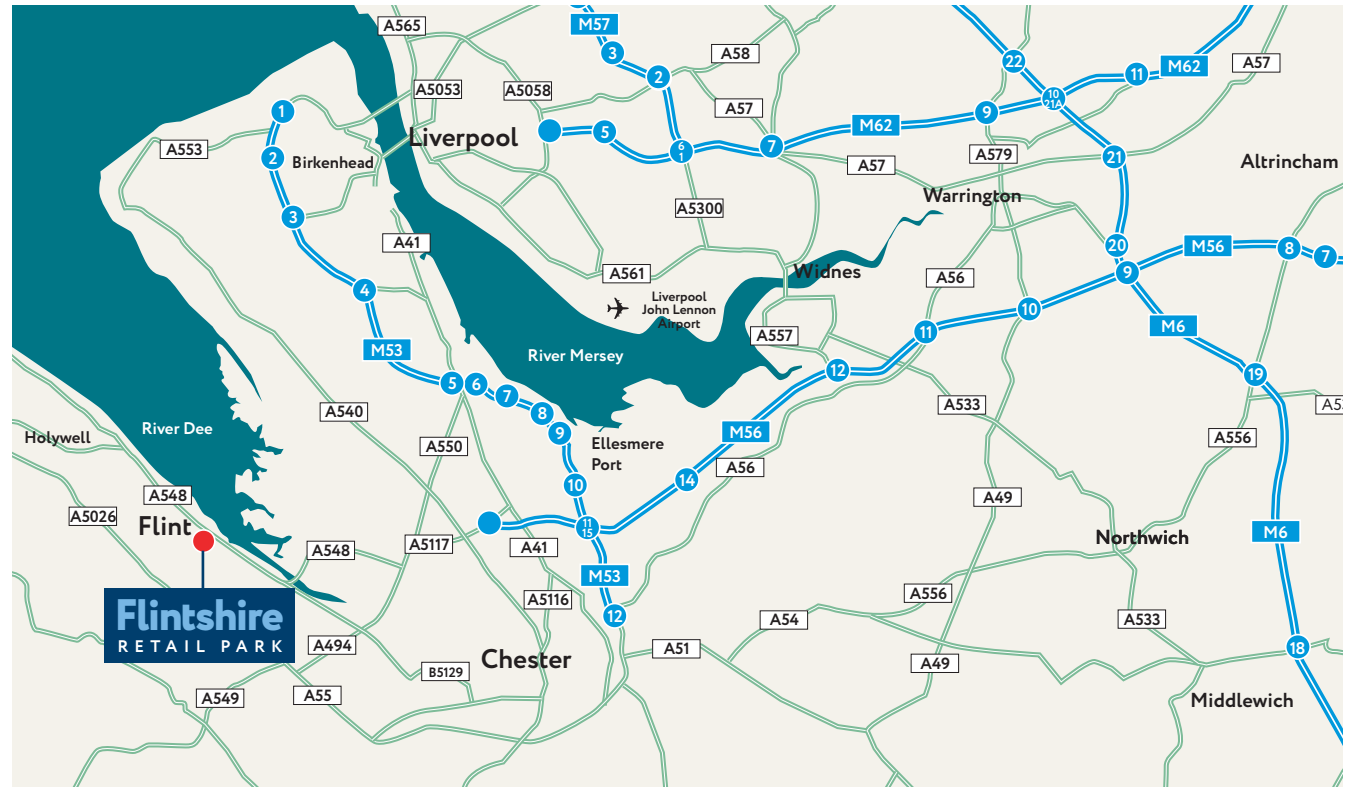 M57
A565
3
2
A58
22
11
M62
A57
1
A5053
A5058
A57
10
21A
9
M62
Liverpool
5
6
1
7
A553
2
Birkenhead
A57
A579
21
Altrincham
Warrington
3
A5300
A41
20
M56
8
7
A561
Widnes
9
A56
4
Liverpool
John Lennon
Airport
10
M6
11
A557
M53
River Mersey
12
19
5
6
7
8
A540
A533
9
River Dee
Holywell
A550
Ellesmere
Port
M56
A556
A56
14
10
A548
A49
A5026
Flint
11
15
M6
A548
A5117
A41
Northwich
M53
A5116
A556
12
Flintshire
RETAIL PARK
A54
A533
A494
A51
18
Chester
A49
B5129
A549
A55
Middlewich